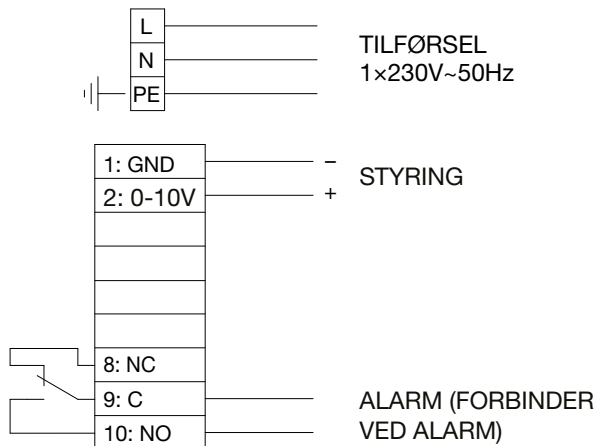 L
N
PE
TILFØRSEL
1×230V~50Hz
1: GND
−
2: 0-10V
+
STYRING
8: NC
9: C
10: NO
ALARM (FORBINDER
VED ALARM)